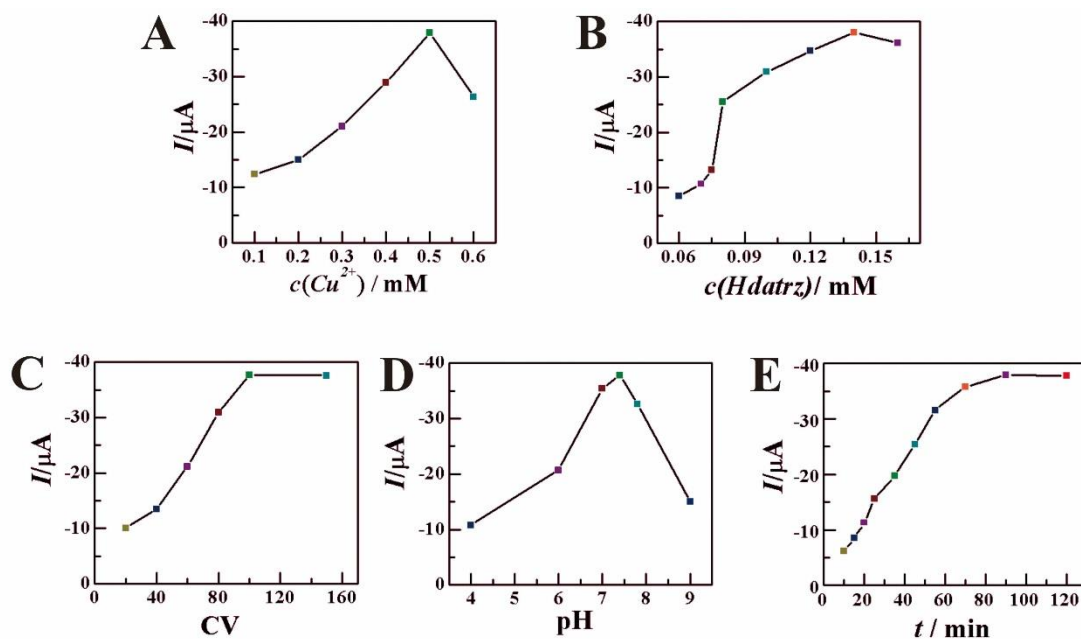 A
I/μA
-40
-30
-20
-10
0
0.1 0.2 0.3 0.4 0.5 0.6
c(Cu²⁺) / mM
B
I/μA
-40
-30
-20
-10
0
0.06 0.09 0.12 0.15
c(Hdatrz)/ mM
C
I/μA
-40
-30
-20
-10
0
0 40 80 120 160
CV
D
I/μA
-40
-30
-20
-10
0
4 5 6 7 8 9
pH
E
I/μA
-40
-30
-20
-10
0
0 20 40 60 80 100 120
t / min